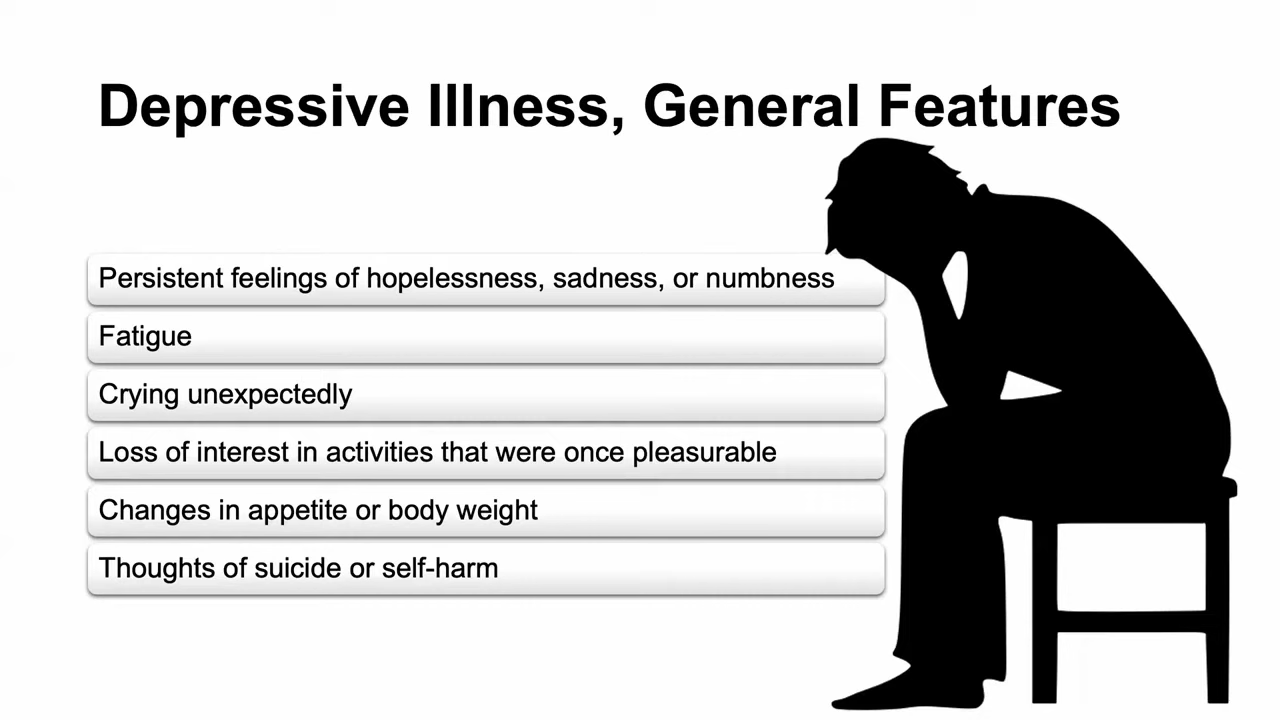 Depressive Illness, General Features
Persistent feelings of hopelessness, sadness, or numbness
Fatigue
Crying unexpectedly
Loss of interest in activities that were once pleasurable
Changes in appetite or body weight
Thoughts of suicide or self-harm